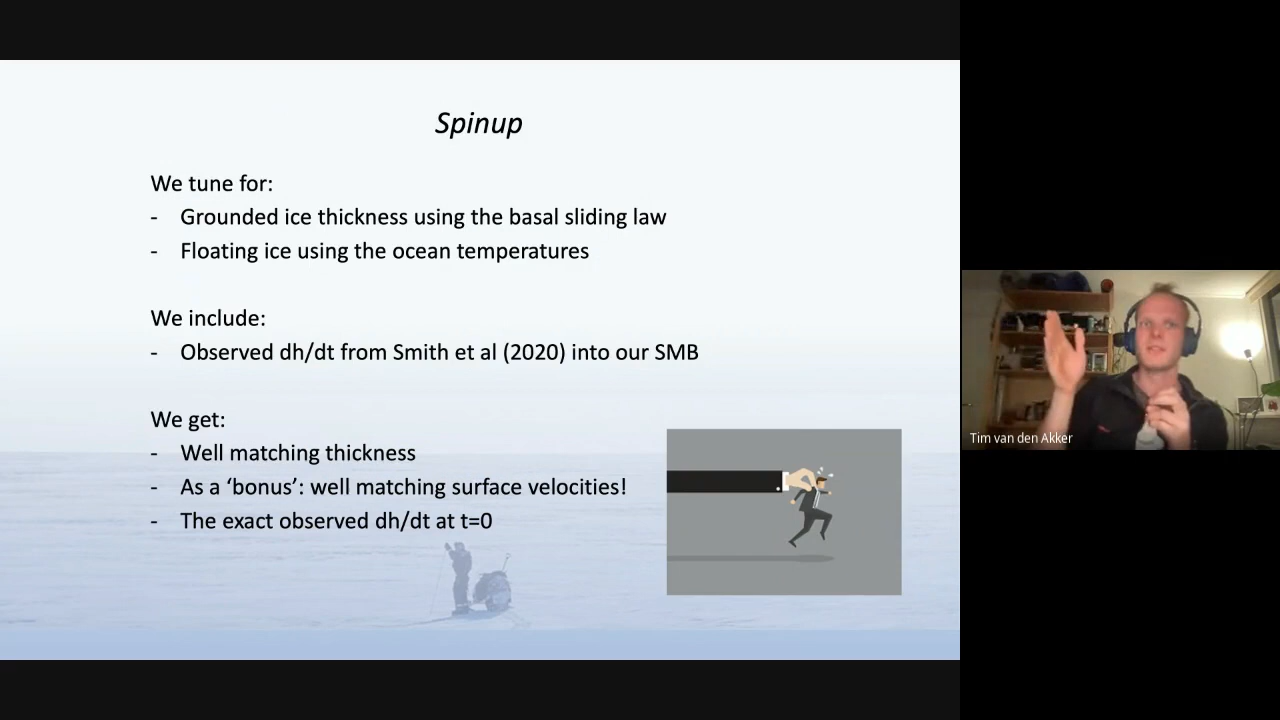 Spinup
We tune for:
- Grounded ice thickness using the basal sliding law
- Floating ice using the ocean temperatures
We include:
- Observed dh/dt from Smith et al (2020) into our SMB
We get:
- Well matching thickness
- As a ‘bonus’: well matching surface velocities!
- The exact observed dh/dt at t=0
Tim van den Akker